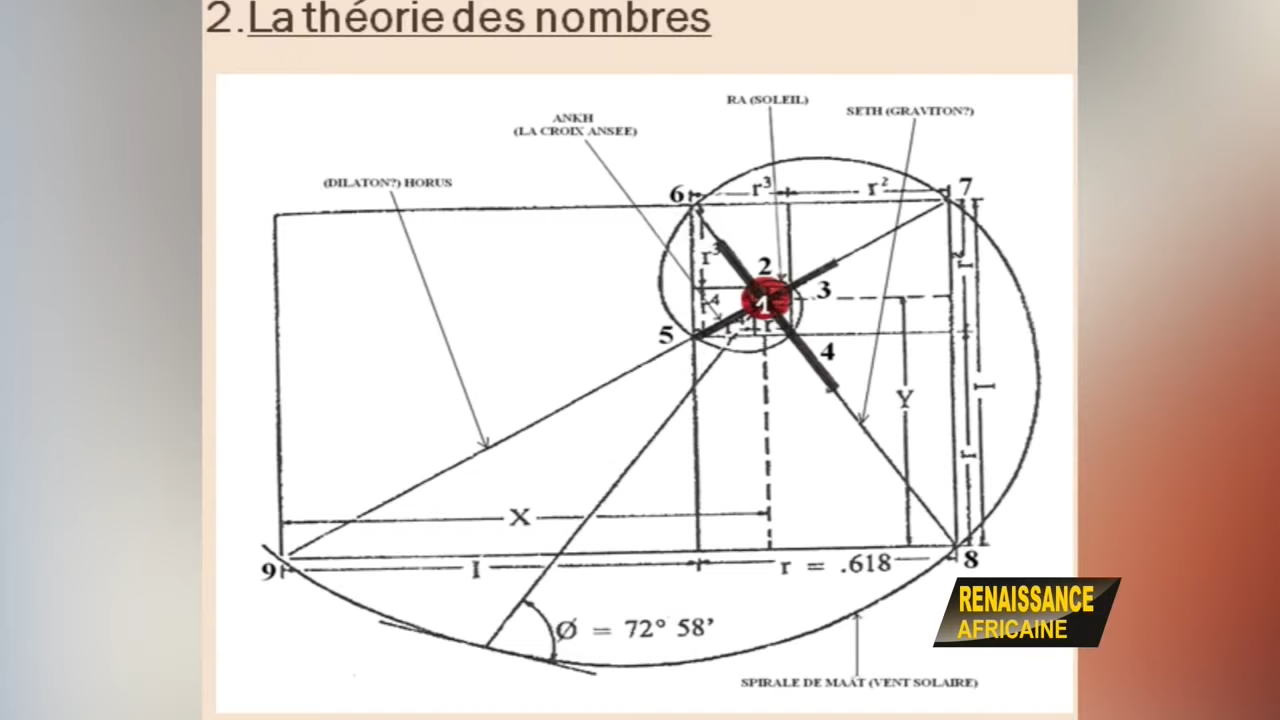 2. La théorie des nombres
RA (SOLEIL)
ANKH
(LA CROIX ANSEE)
SETH (GRAVITON?)
(DILATON?) HORUS
6
r³
r²
7
r³
2
r²
1
3
r⁴
5
r
4
I
Y
X
I
9
I
r = .618
8
Ø = 72° 58'
RENAISSANCE
AFRICAINE
SPIRALE DE MAÂT (VENT SOLAIRE)